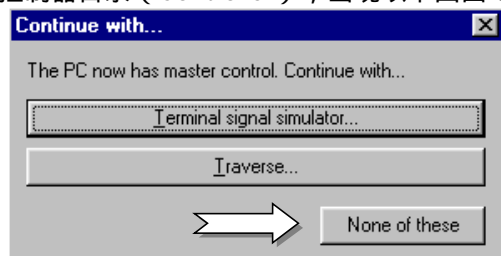 Continue with...
The PC now has master control. Continue with...
Terminal signal simulator...
Traverse...
None of these